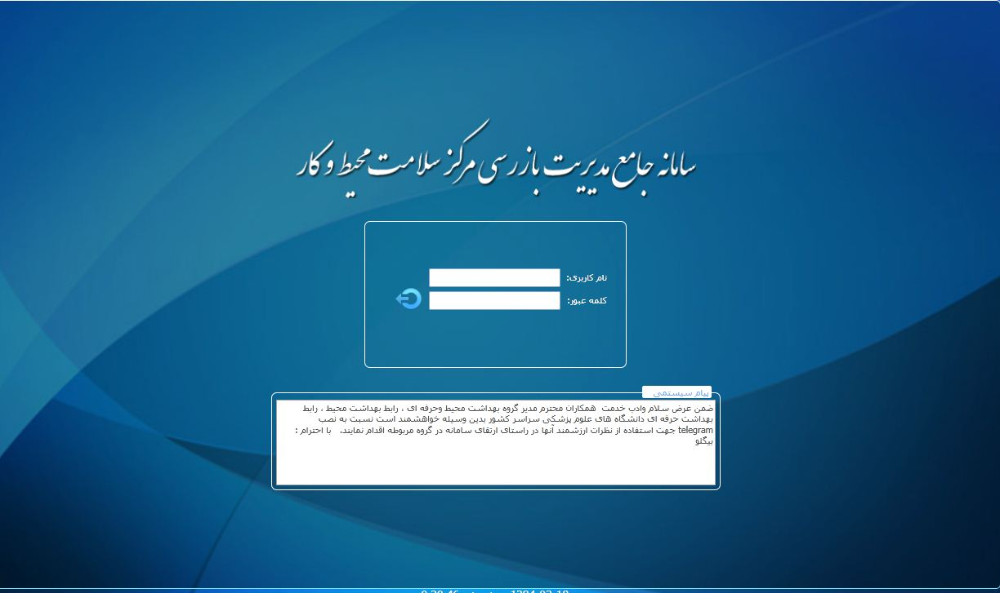 سامانه جامع مدیریت بازرسی مرکز سلامت محیط و کار
نام کاربری:
کلمه عبور:
پیام سیستمی
ضمن عرض سلام وادب خدمت همکاران محترم مدیر گروه بهداشت محیط وحرفه ای ، رابط بهداشت محیط ، رابط
بهداشت حرفه ای دانشگاه های علوم پزشکی سراسر کشور بدین وسیله خواهشمند است نسبت به نصب
telegram جهت استفاده از نظرات ارزشمند آنها در راستای ارتقای سامانه در گروه مربوطه اقدام نمایند. با احترام :
بیگلو